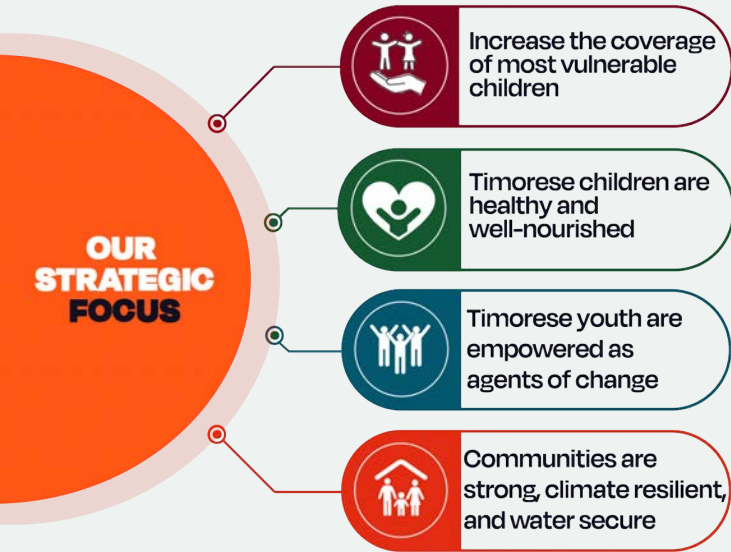 OUR
STRATEGIC
FOCUS
Increase the coverage
of most vulnerable
children
Timorese children are
healthy and
well-nourished
Timorese youth are
empowered as
agents of change
Communities are
strong, climate resilient,
and water secure